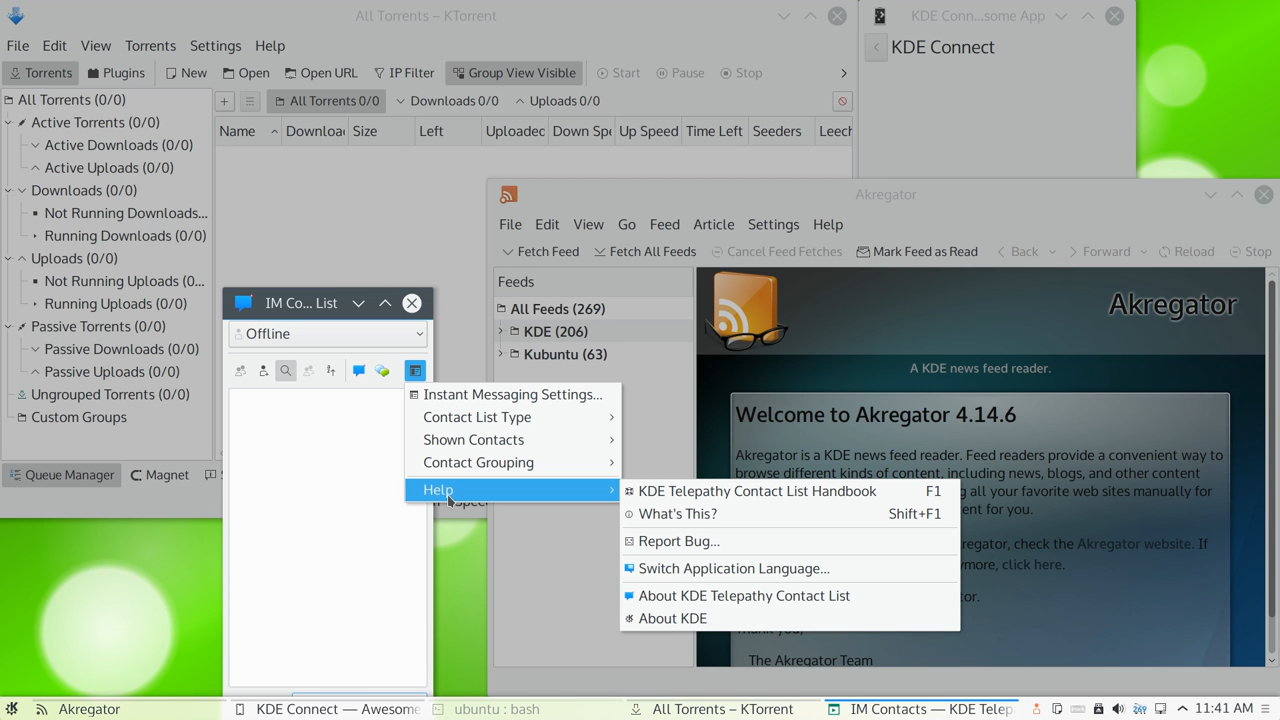 All Torrents – KTorrent
File Edit View Torrents Settings Help
Torrents Plugins New Open Open URL IP Filter Group View Visible Start Pause Stop
All Torrents (0/0)
Active Torrents (0/0)
Active Downloads (0/0)
Active Uploads (0/0)
Downloads (0/0)
Not Running Downloads...
Running Downloads (0/0)
Uploads (0/0)
Not Running Uploads (0...
Running Uploads (0/0)
Passive Torrents (0/0)
Passive Downloads (0/0)
Passive Uploads (0/0)
Ungrouped Torrents (0/0)
Custom Groups
All Torrents 0/0 Downloads 0/0 Uploads 0/0
Name Downloa Size Left Uploaded Down Spe Up Speed Time Left Seeders Leech
Queue Manager Magnet
KDE Conn...some App
KDE Connect
Akregator
File Edit View Go Feed Article Settings Help
Fetch Feed Fetch All Feeds Cancel Feed Fetches Mark Feed as Read Back Forward Reload Stop
Feeds
All Feeds (269)
KDE (206)
Kubuntu (63)
Akregator
A KDE news feed reader.
Welcome to Akregator 4.14.6
Akregator is a KDE news feed reader. Feed readers provide a convenient way to
browse different kinds of content, including news, blogs, and other content
g all your favorite web sites manually for
ent for you.
regator, check the Akregator website. If
ymore, click here.
tor.
Thank you,
The Akregator Team
IM Co... List
Offline
Instant Messaging Settings...
Contact List Type
Shown Contacts
Contact Grouping
Help
KDE Telepathy Contact List Handbook F1
What's This? Shift+F1
Report Bug...
Switch Application Language...
About KDE Telepathy Contact List
About KDE
Akregator KDE Connect — Awesome ubuntu : bash All Torrents – KTorrent IM Contacts — KDE Telep 11:41 AM